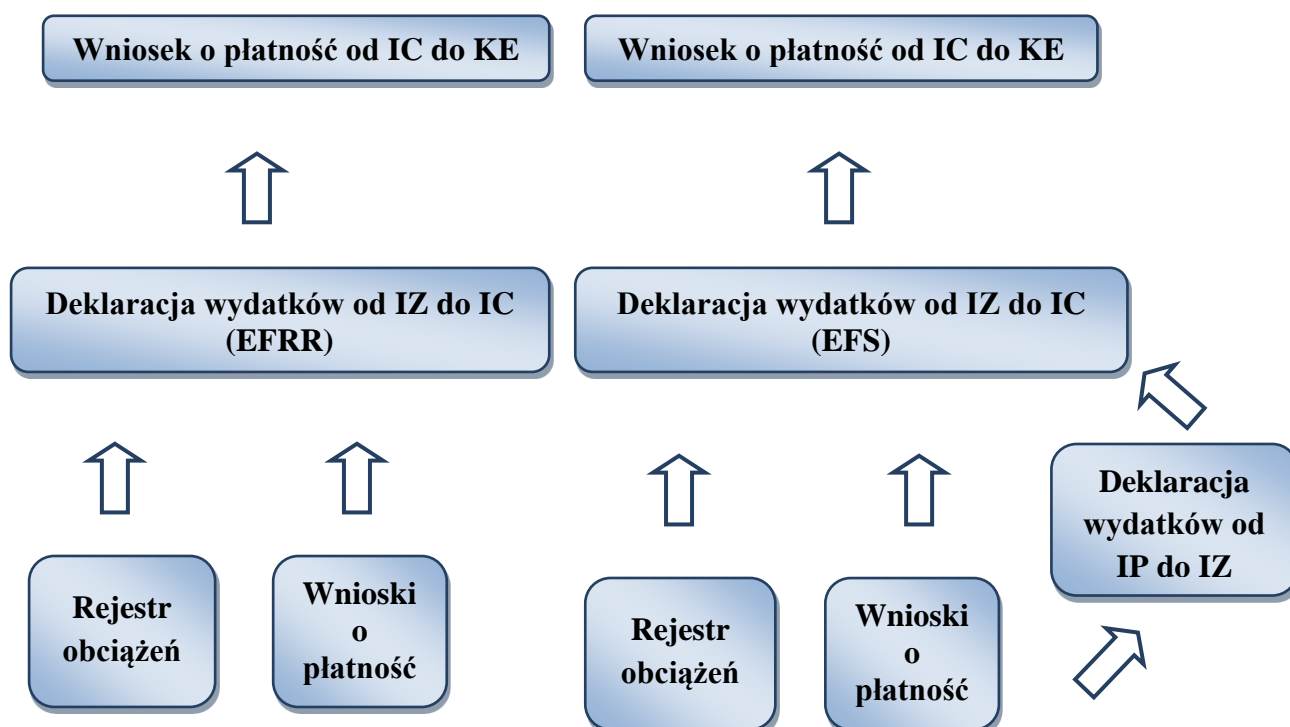 Wniosek o płatność od IC do KE
Wniosek o płatność od IC do KE
Deklaracja wydatków od IZ do IC
(EFRR)
Deklaracja wydatków od IZ do IC
(EFS)
Deklaracja
wydatków od
IP do IZ
Rejestr
obciążeń
Wnioski
o
płatność
Rejestr
obciążeń
Wnioski
o
płatność